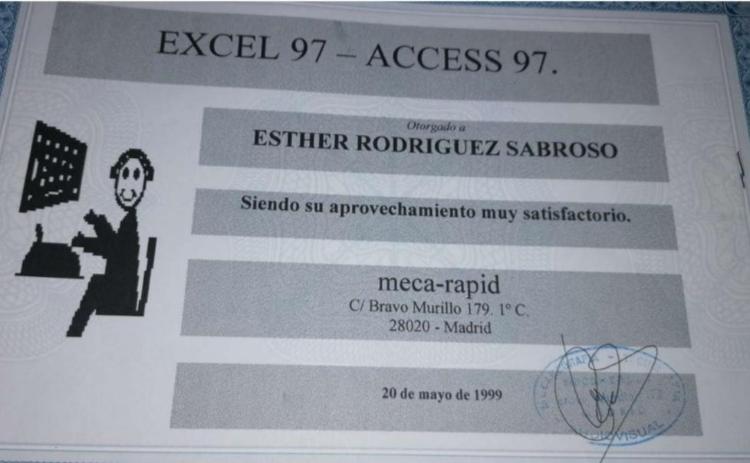 EXCEL 97 – ACCESS 97.
Otorgado a
ESTHER RODRIGUEZ SABROSO
Siendo su aprovechamiento muy satisfactorio.
meca-rapid
C/ Bravo Murillo 179. 1º C.
28020 - Madrid
20 de mayo de 1999